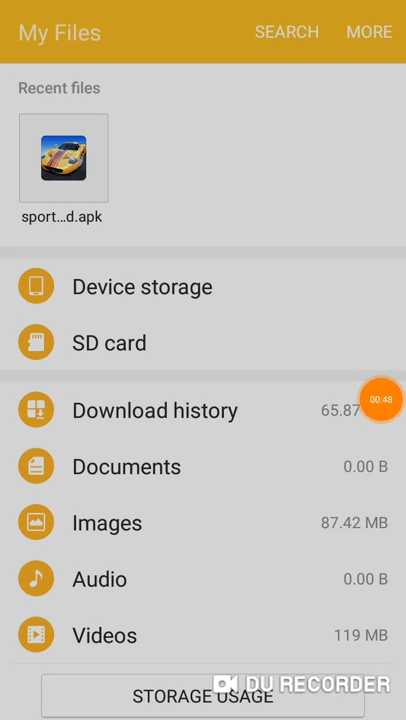 My Files
SEARCH
MORE
Recent files
sport...d.apk
Device storage
SD card
Download history
65.87
00:48
Documents
0.00 B
Images
87.42 MB
Audio
0.00 B
Videos
119 MB
STORAGE USAGE
DU RECORDER